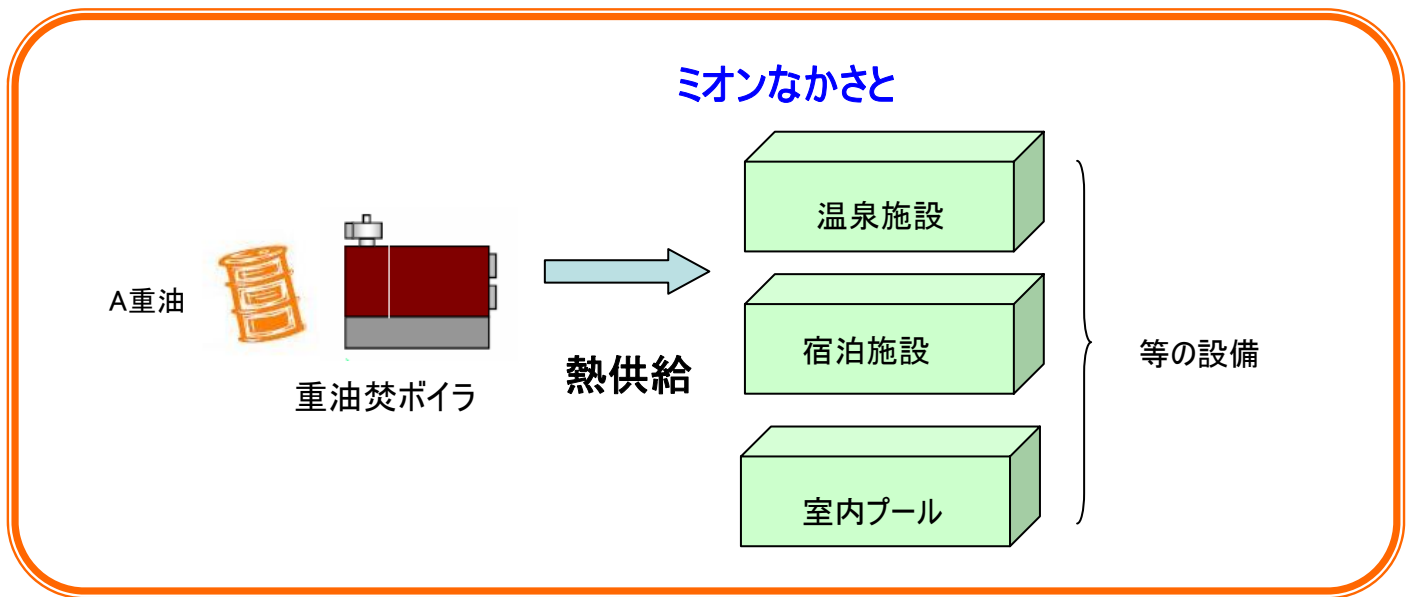 ミオンなかさと
温泉施設
A重油
宿泊施設
等の設備
熱供給
重油焚ボイラ
室内プール